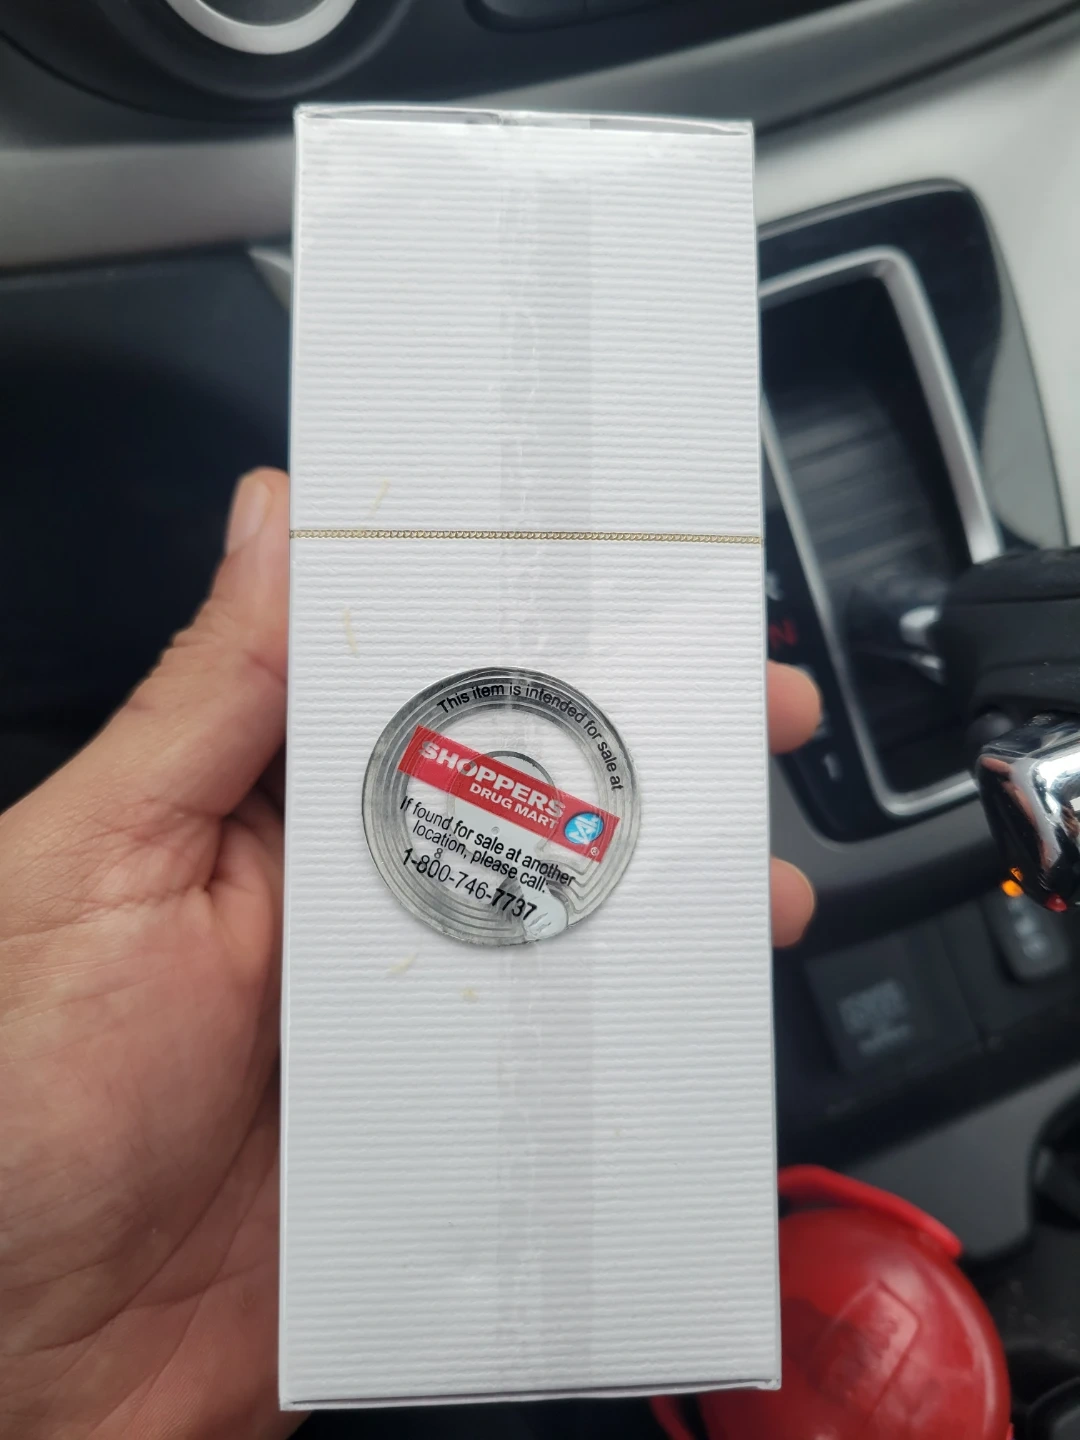 This item is intended for sale at
SHOPPERS
DRUG MART
If found for sale at another
location, please call:
8
1-800-746-7737
N